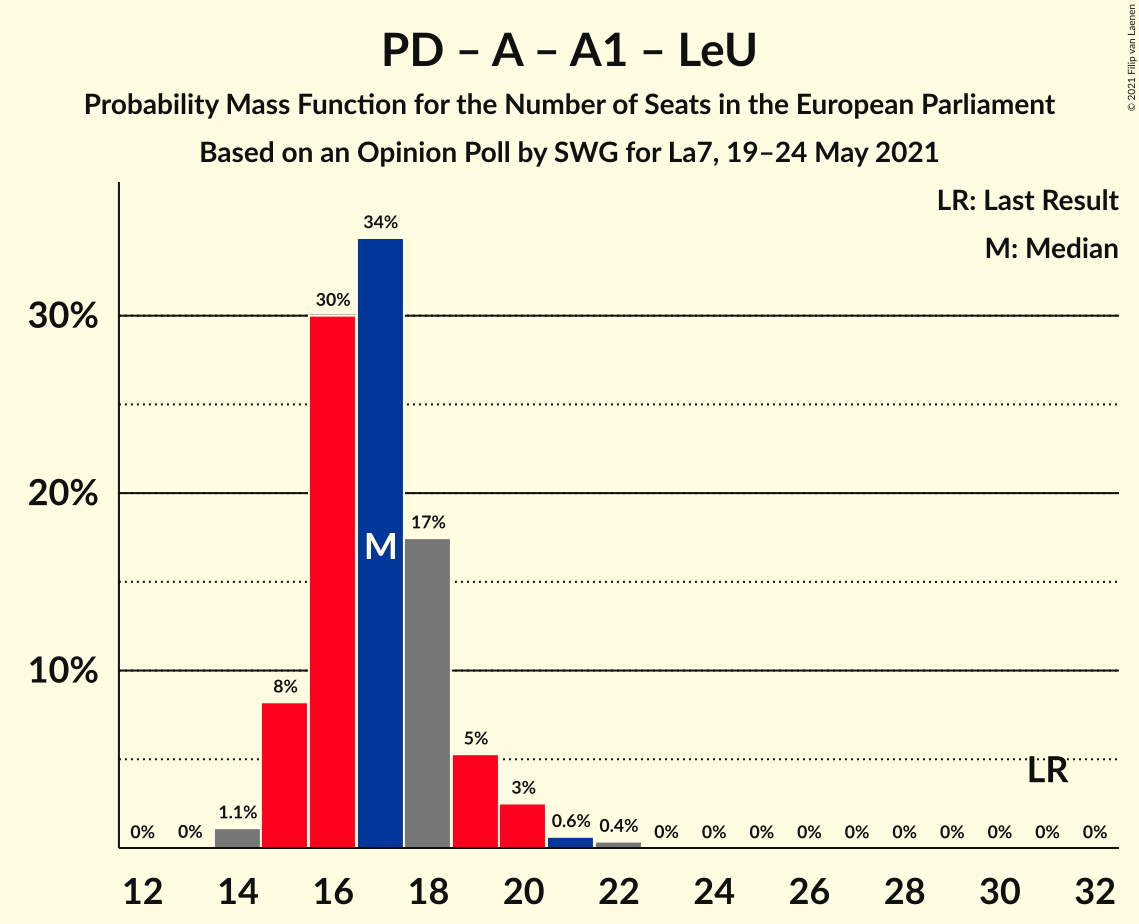 PD – A – A1 – LeU
Probability Mass Function for the Number of Seats in the European Parliament
Based on an Opinion Poll by SWG for La7, 19–24 May 2021
© 2021 Filip van Laenen
LR: Last Result
M: Median
30%
20%
10%
0% 0% 1.1% 8% 30% 34% 17% 5% 3% 0.6% 0.4% 0% 0% 0% 0% 0% 0% 0% 0% 0% 0%
M
LR
12 14 16 18 20 22 24 26 28 30 32